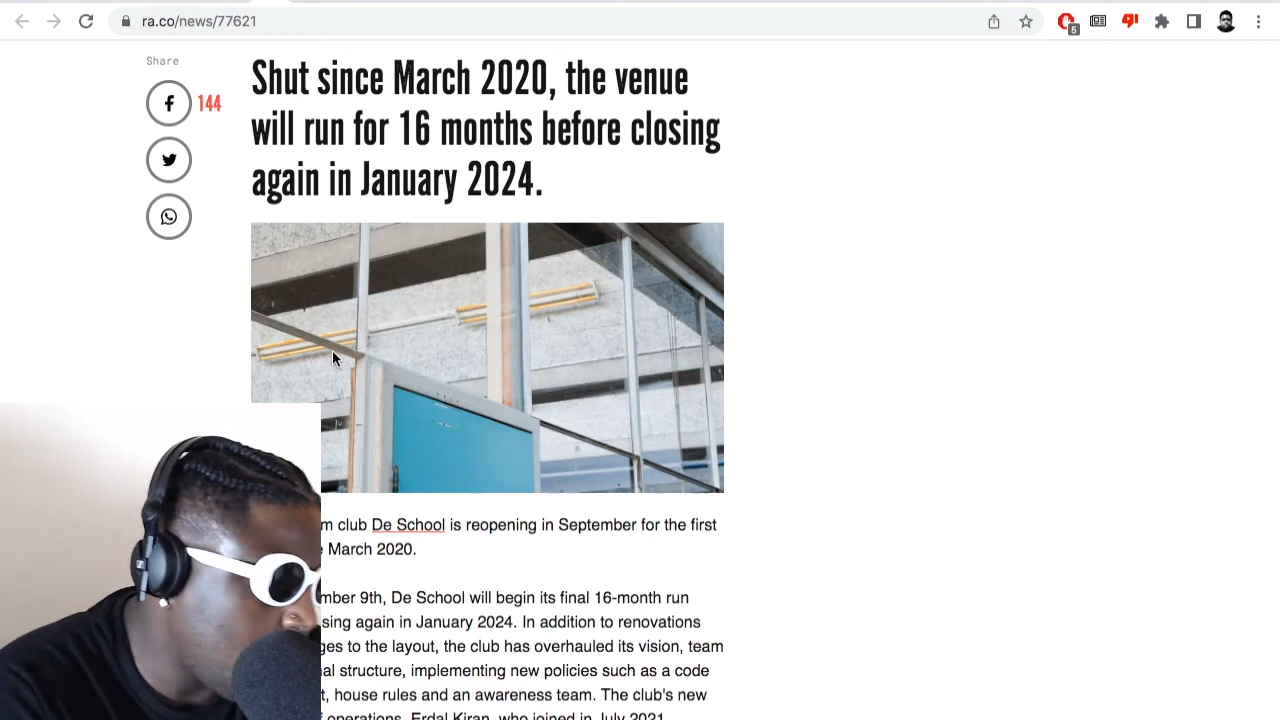 ra.co/news/77621
5
Share
144
Shut since March 2020, the venue
will run for 16 months before closing
again in January 2024.
club De School is reopening in September for the first
March 2020.
9th, De School will begin its final 16-month run
again in January 2024. In addition to renovations
to the layout, the club has overhauled its vision, team
structure, implementing new policies such as a code
house rules and an awareness team. The club's new
operations, Erdal Kiran, who joined in July 2021,